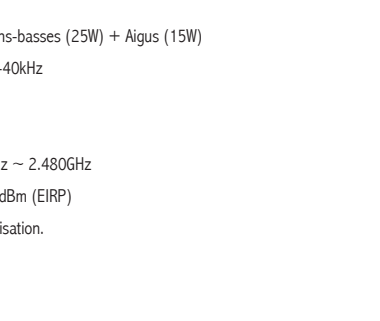 ns-basses (25W) + Aigus (15W)
-40kHz
z ~ 2.480GHz
dBm (EIRP)
isation.